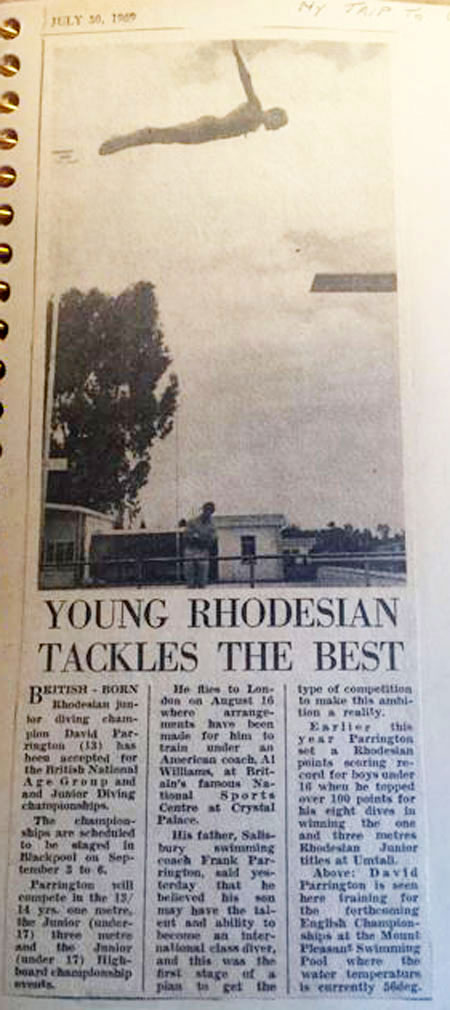 JULY 30, 1969
MY TRIP TO
YOUNG RHODESIAN
TACKLES THE BEST
BRITISH - BORN
Rhodesian jun-
ior diving cham-
pion David Par-
rington (13) has
been accepted for
the British National
Age Group and
and Junior Diving
championships.
The champion-
ships are scheduled
to be staged in
Blackpool on Sep-
tember 3 to 6.
Parrington will
compete in the 13/
14 yrs. one metre,
the Junior (under-
17) three metre
and the Junior
(under 17) High-
board championship
events.
He flies to Lon-
don on August 16
where arrange-
ments have been
made for him to
train under an
American coach, Al
Williams, at Brit-
ain's famous Na-
tional Sports
Centre at Crystal
Palace.
His father, Salis-
bury swimming
coach Frank Par-
rington, said yes-
terday that he
believed his son
may have the tal-
ent and ability to
become an inter-
national class diver,
and this was the
first stage of a
plan to get the
type of competition
to make this ambi-
tion a reality.
Earlier this
year Parrington
set a Rhodesian
points scoring re-
cord for boys under
16 when he topped
over 100 points for
his eight dives in
winning the one
and three metres
Rhodesian Junior
titles at Umtali.
Above: David
Parrington is seen
here training for
the forthcoming
English Champion-
ships at the Mount
Pleasant Swimming
Pool where the
water temperature
is currently 56deg.